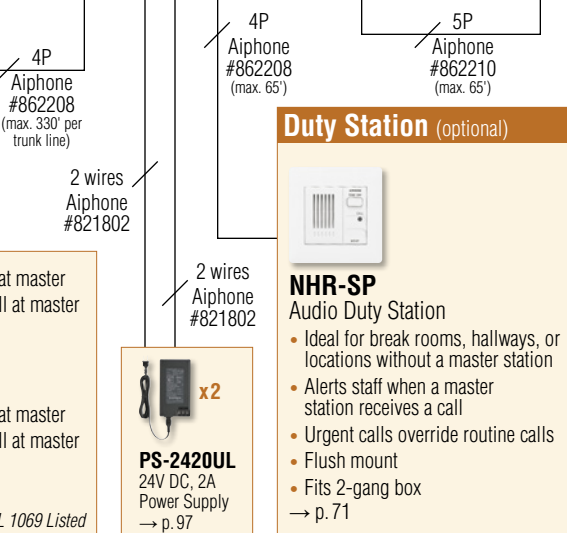 4P
Aiphone
#862208
(max. 330' per
trunk line)
4P
Aiphone
#862208
(max. 65')
5P
Aiphone
#862210
(max. 65')
2 wires
Aiphone
#821802
2 wires
Aiphone
#821802
at master
ll at master
at master
ll at master
L 1069 Listed
x2
PS-2420UL
24V DC, 2A
Power Supply
→ p. 97
Duty Station (optional)
NHR-SP
Audio Duty Station
• Ideal for break rooms, hallways, or
locations without a master station
• Alerts staff when a master
station receives a call
• Urgent calls override routine calls
• Flush mount
• Fits 2-gang box
→ p. 71